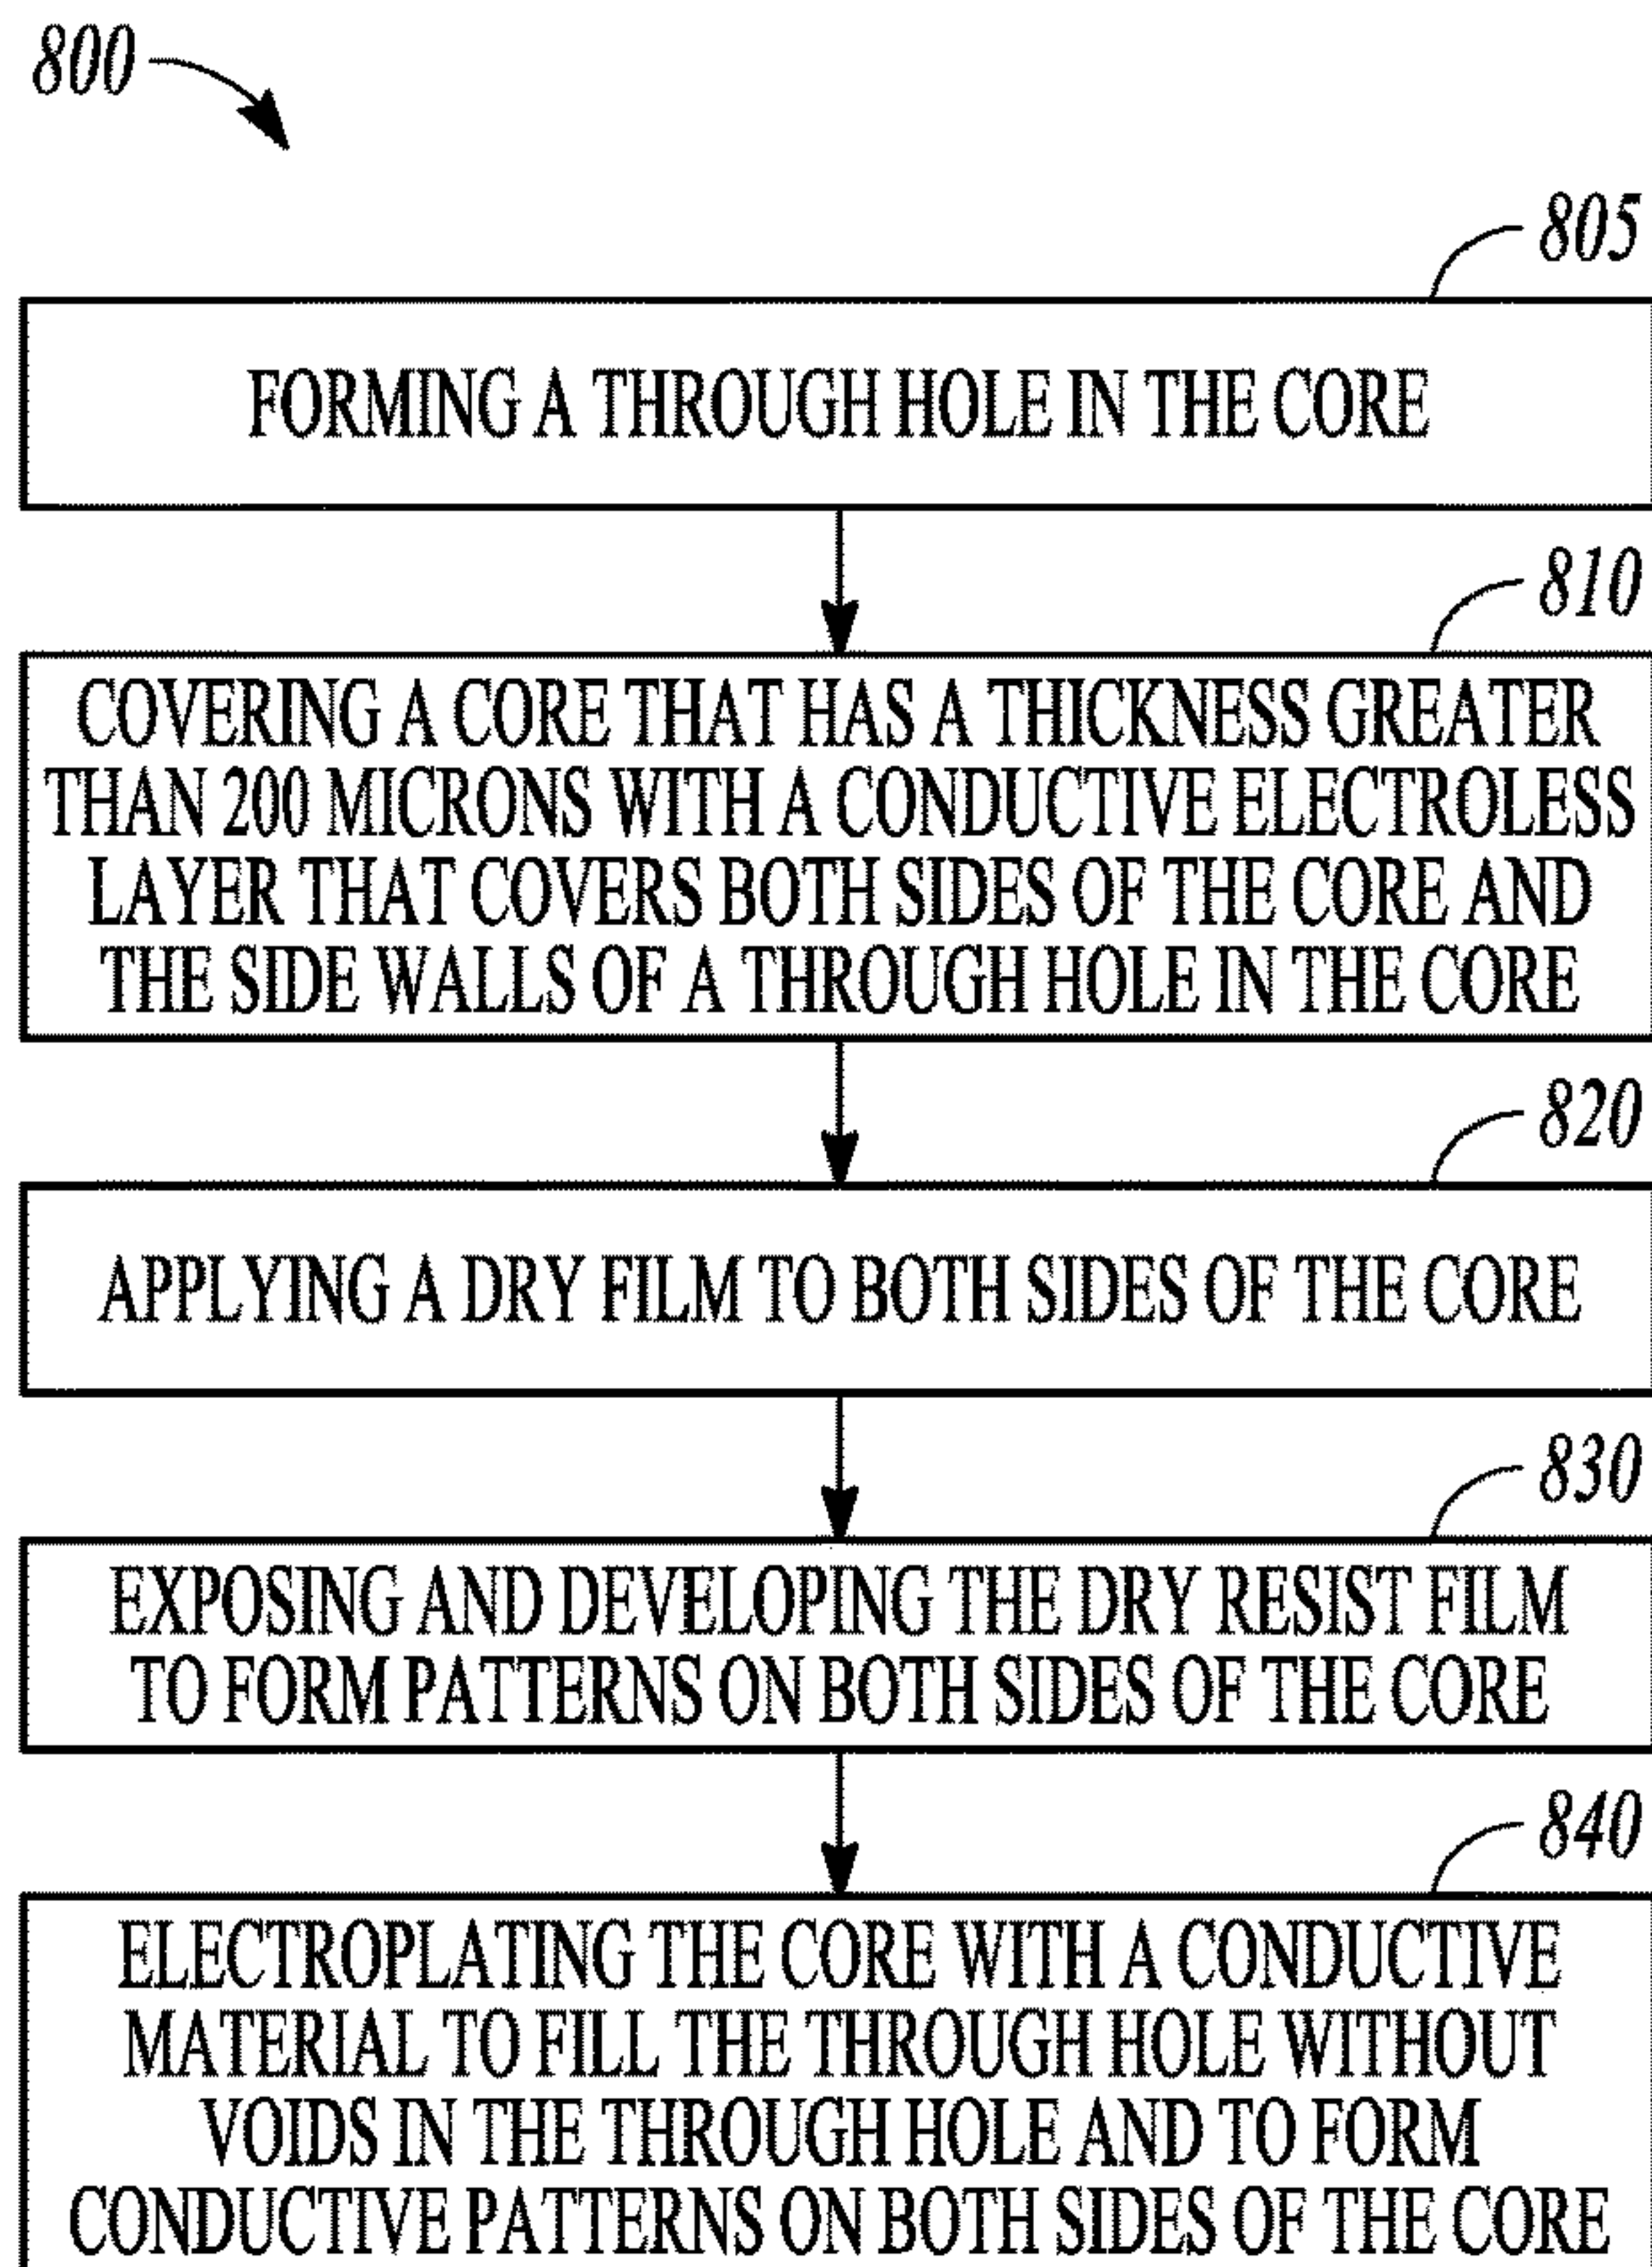 800
805
FORMING A THROUGH HOLE IN THE CORE
810
COVERING A CORE THAT HAS A THICKNESS GREATER
THAN 200 MICRONS WITH A CONDUCTIVE ELECTROLESS
LAYER THAT COVERS BOTH SIDES OF THE CORE AND
THE SIDE WALLS OF A THROUGH HOLE IN THE CORE
820
APPLYING A DRY FILM TO BOTH SIDES OF THE CORE
830
EXPOSING AND DEVELOPING THE DRY RESIST FILM
TO FORM PATTERNS ON BOTH SIDES OF THE CORE
840
ELECTROPLATING THE CORE WITH A CONDUCTIVE
MATERIAL TO FILL THE THROUGH HOLE WITHOUT
VOIDS IN THE THROUGH HOLE AND TO FORM
CONDUCTIVE PATTERNS ON BOTH SIDES OF THE CORE